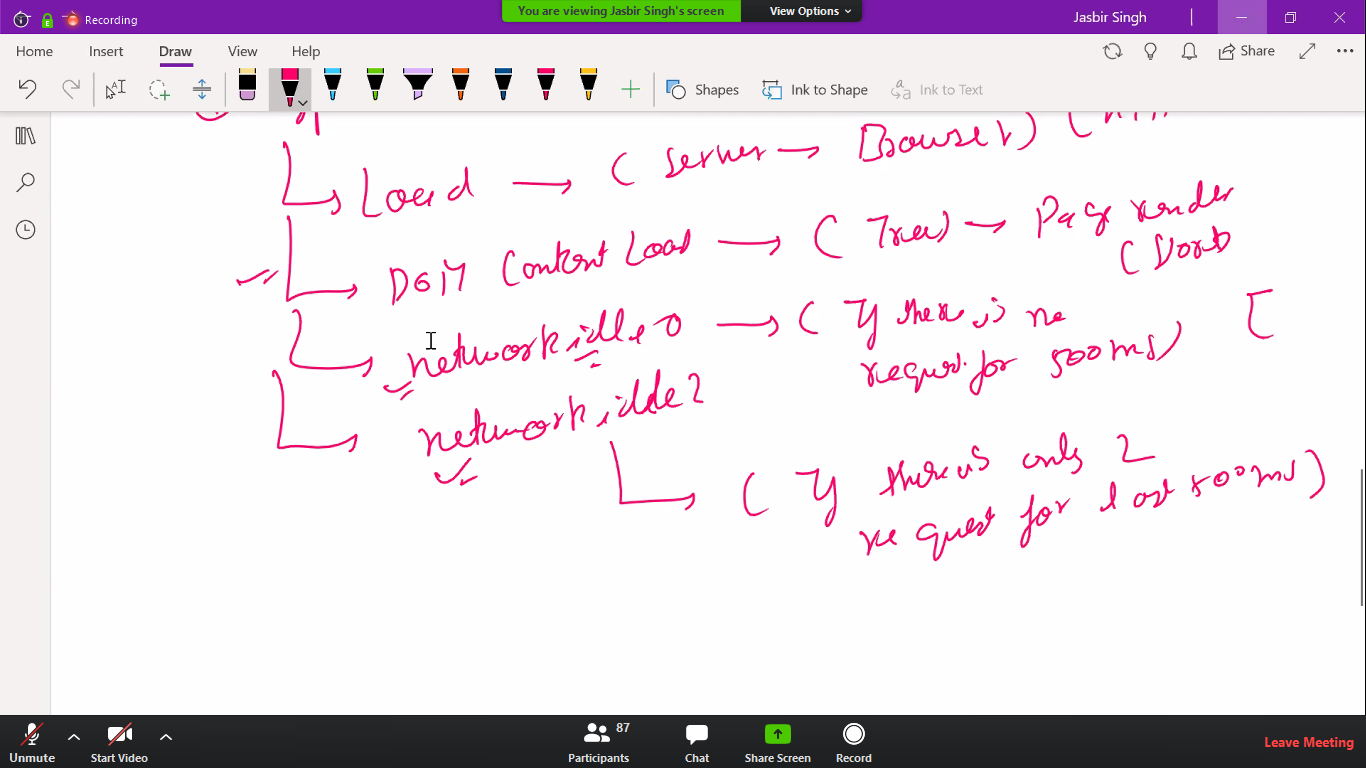 Recording
You are viewing Jasbir Singh's screen
View Options
Jasbir Singh
Home Insert Draw View Help
Share
Shapes
Ink to Shape
Ink to Text
Load → (Server → Browser)
DOM Content Load → (Tree) → Page render
networkidle0 → (If there is no
request for 500ms) [
networkidle2
(If there is only 2
request for last 500ms)
Unmute
Start Video
87
Participants
Chat
Share Screen
Record
Leave Meeting